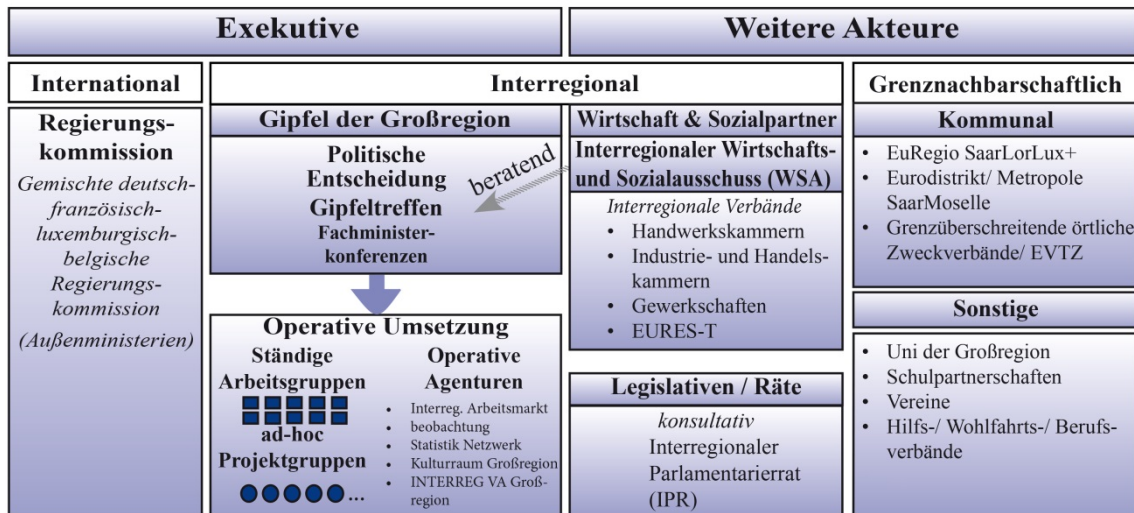 Exekutive
Weitere Akteure
International
Interregional
Grenznachbarschaftlich
Regierungs-
kommission
Gemischte deutsch-
französisch-
luxemburgisch-
belgische
Regierungs-
kommission
(Außenministerien)
Gipfel der Großregion
Politische
Entscheidung
Gipfeltreffen
Fachminister-
konferenzen
beratend
Operative Umsetzung
Ständige
Arbeitsgruppen
ad-hoc
Projektgruppen
...
Operative
Agenturen
• Interreg. Arbeitsmarkt
• beobachtung
• Statistik Netzwerk
• Kulturraum Großregion
• INTERREG VA Groß-
region
Wirtschaft & Sozialpartner
Interregionaler Wirtschafts-
und Sozialausschuss (WSA)
Interregionale Verbände
• Handwerkskammern
• Industrie- und Handels-
kammern
• Gewerkschaften
• EURES-T
Legislativen / Räte
konsultativ
Interregionaler
Parlamentarierrat
(IPR)
Kommunal
• EuRegio SaarLorLux+
• Eurodistrikt/ Metropole
SaarMoselle
• Grenzüberschreitende örtliche
Zweckverbände/ EVTZ
Sonstige
• Uni der Großregion
• Schulpartnerschaften
• Vereine
• Hilfs-/ Wohlfahrts-/ Berufs-
verbände